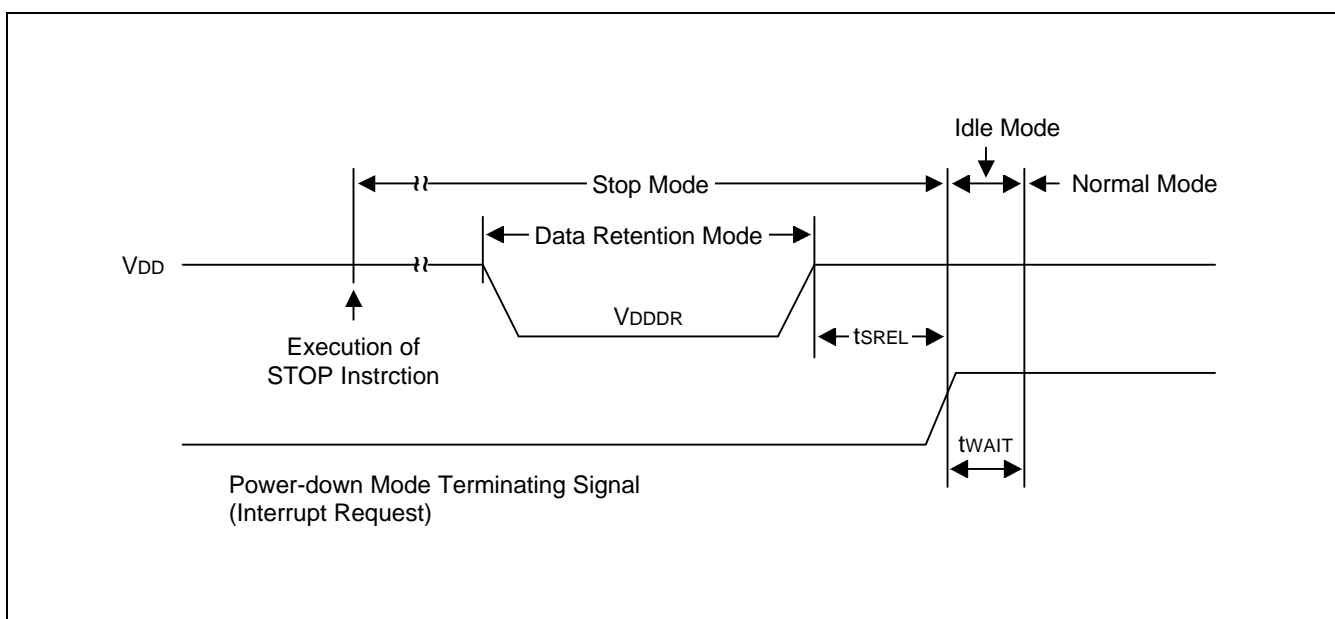 Idle Mode
Stop Mode
Normal Mode
Data Retention Mode
VDD
VDDDR
tSREL
Execution of
STOP Instrction
tWAIT
Power-down Mode Terminating Signal
(Interrupt Request)